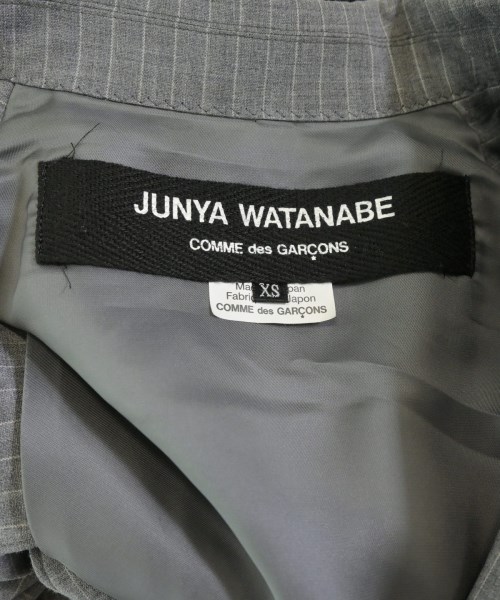 JUNYA WATANABE
COMME des GARÇONS
XS
COMME des GARÇONS